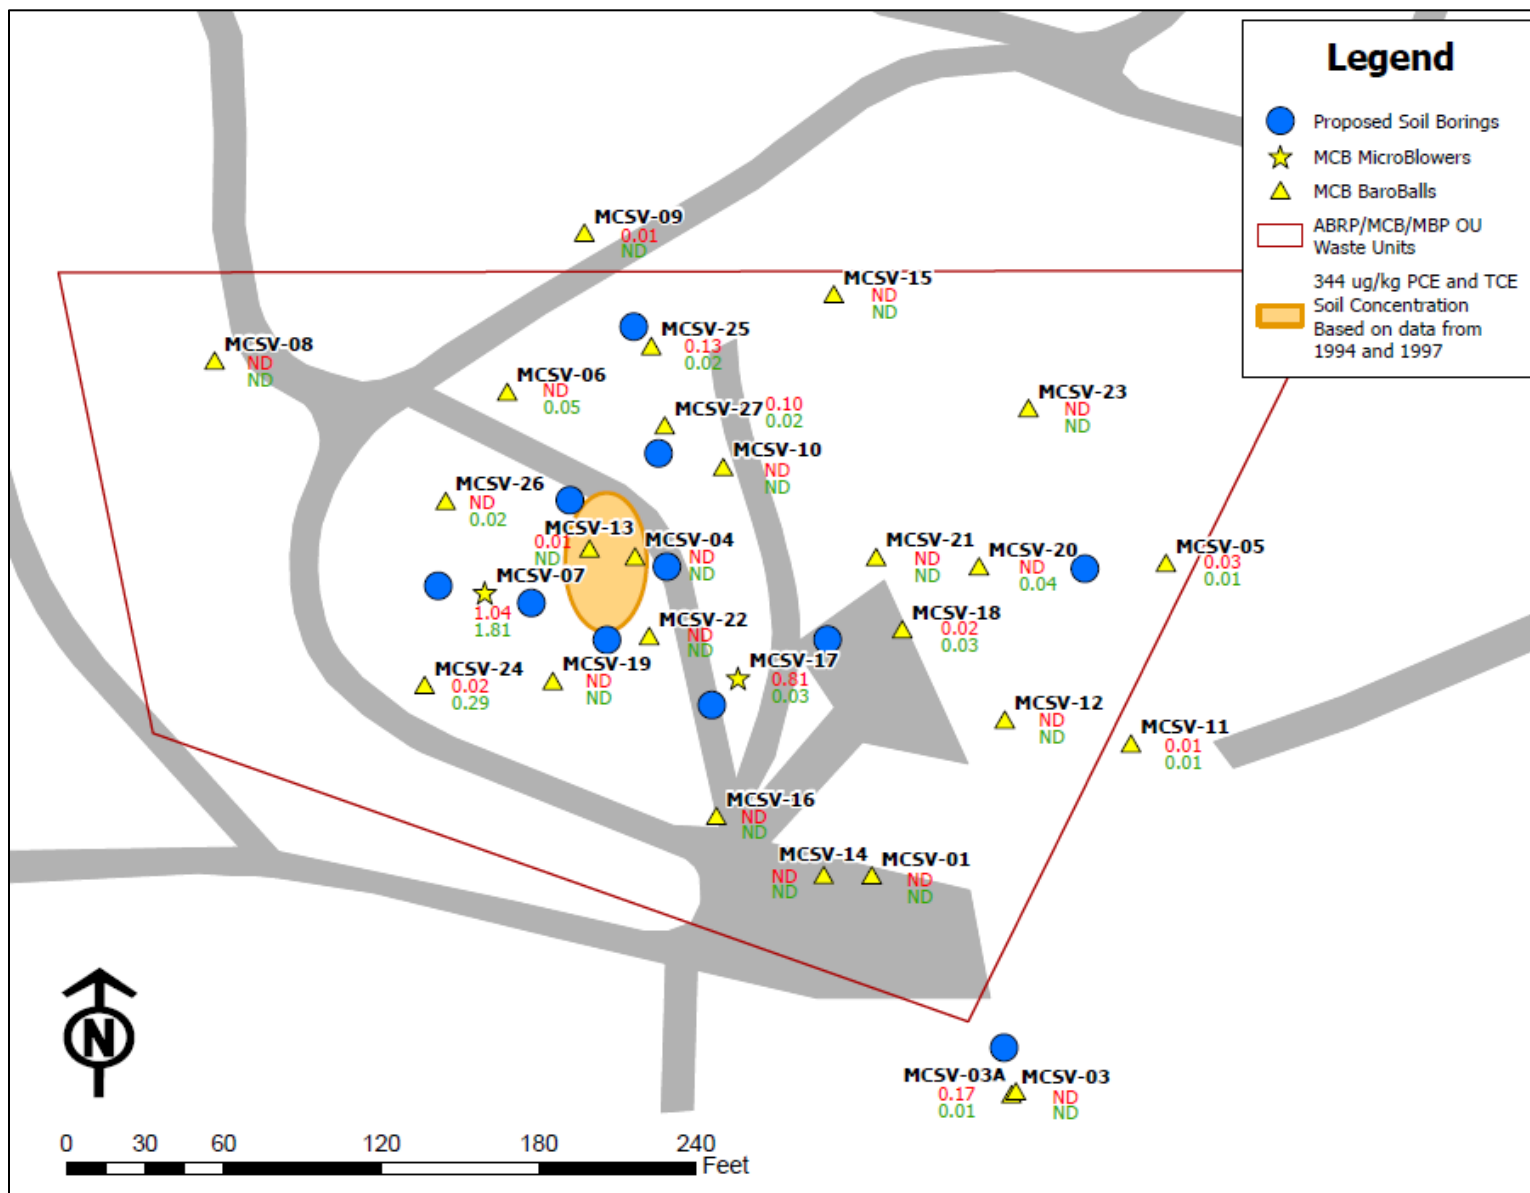 Legend
Proposed Soil Borings
MCB MicroBlowers
MCB BaroBalls
ABRP/MCB/MBP OU
Waste Units
344 ug/kg PCE and TCE
Soil Concentration
Based on data from
1994 and 1997
MCSV-09
0.01
ND
MCSV-15
ND
ND
MCSV-25
0.13
0.02
MCSV-08
ND
ND
MCSV-06
ND
0.05
MCSV-23
ND
ND
MCSV-27
0.10
0.02
MCSV-10
ND
ND
MCSV-26
ND
0.02
MCSV-13
0.01
ND
MCSV-04
ND
ND
MCSV-21
ND
ND
MCSV-20
ND
0.04
MCSV-05
0.03
0.01
MCSV-07
1.04
1.81
MCSV-18
0.02
0.03
MCSV-22
ND
ND
MCSV-17
0.81
0.03
MCSV-24
0.02
0.29
MCSV-19
ND
ND
MCSV-12
ND
ND
MCSV-11
0.01
0.01
MCSV-16
ND
ND
MCSV-14
ND
ND
MCSV-01
ND
ND
MCSV-03A
0.17
0.01
MCSV-03
ND
ND
N
0 30 60 120 180 240
Feet